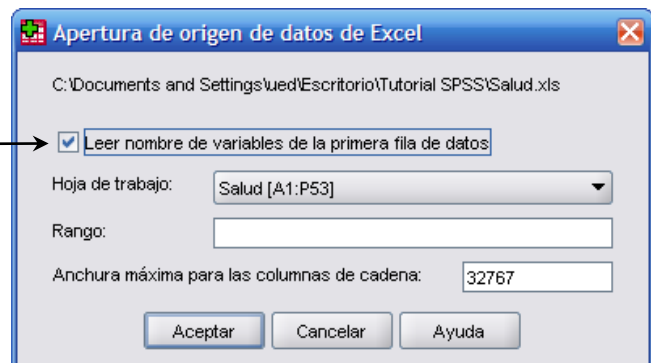 Apertura de origen de datos de Excel
C:\Documents and Settings\ued\Escritorio\Tutorial SPSS\Salud.xls
Leer nombre de variables de la primera fila de datos
Hoja de trabajo: Salud [A1:P53]
Rango:
Anchura máxima para las columnas de cadena: 32767
Aceptar Cancelar Ayuda